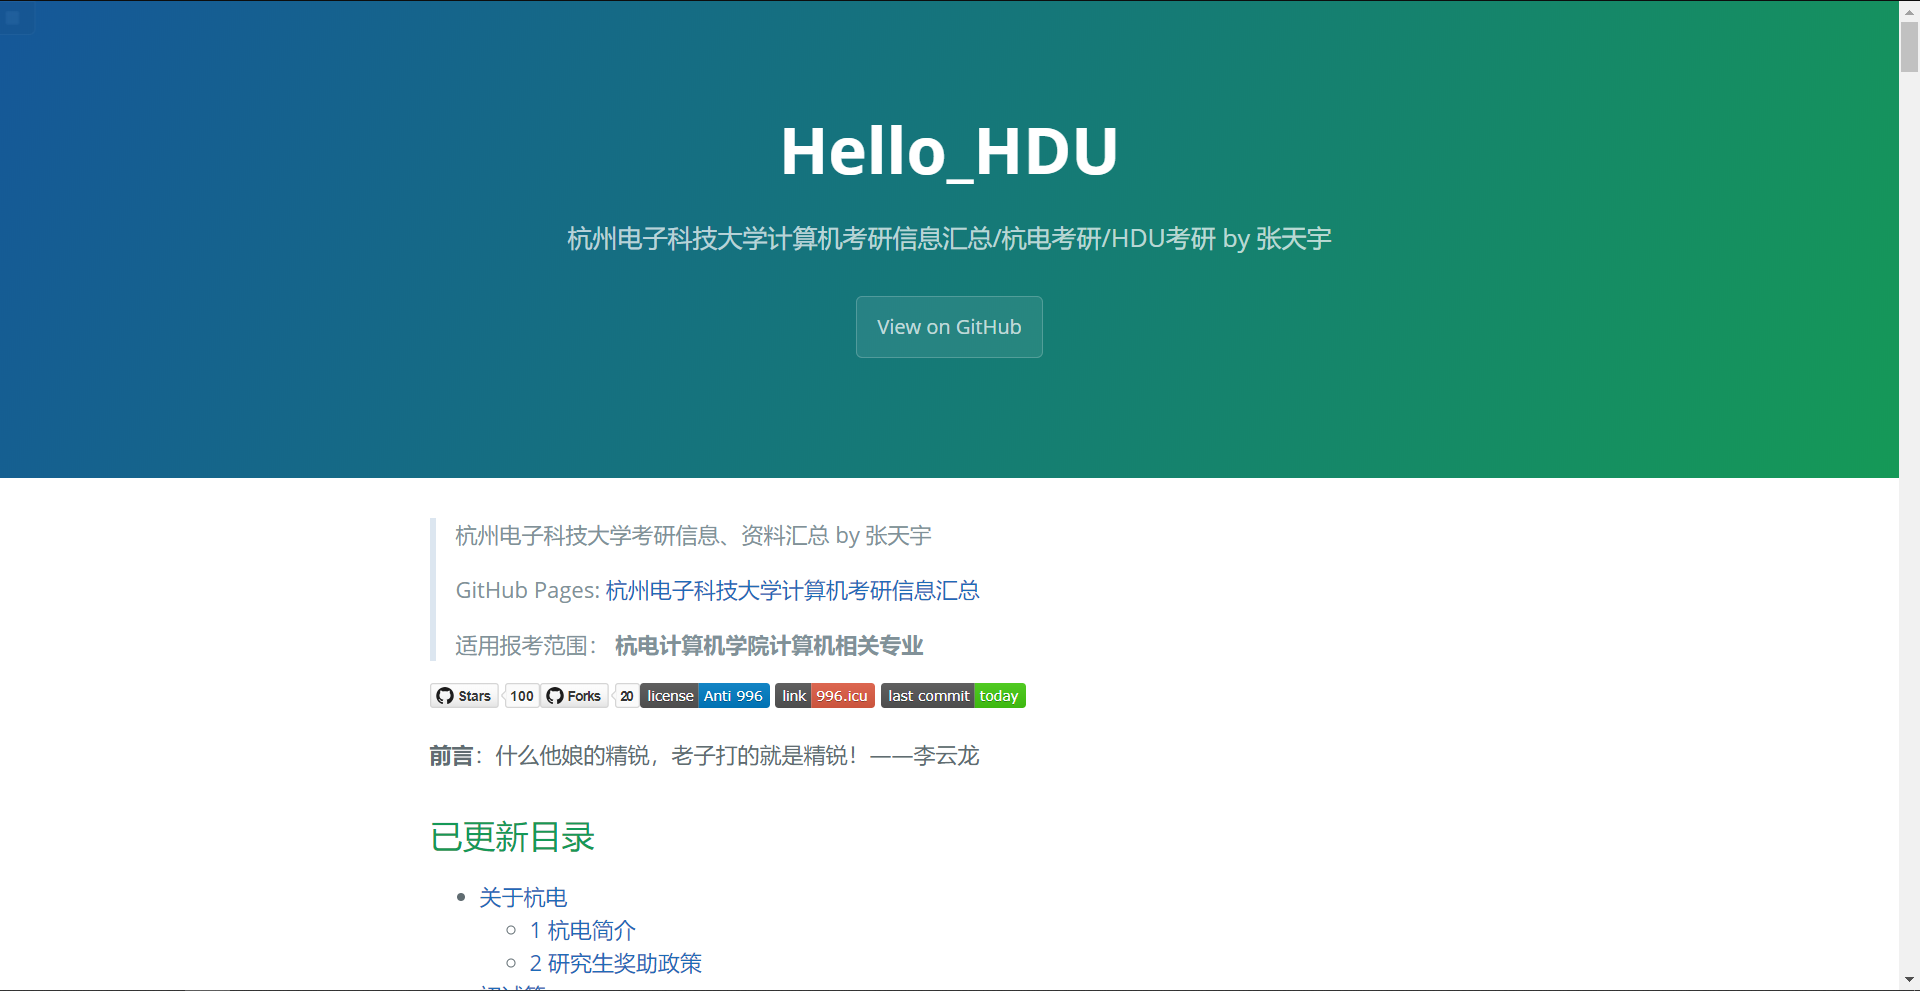 Hello_HDU
杭州电子科技大学计算机考研信息汇总/杭电考研/HDU考研 by 张天宇
View on GitHub
杭州电子科技大学考研信息、资料汇总 by 张天宇
GitHub Pages: 杭州电子科技大学计算机考研信息汇总
适用报考范围： 杭电计算机学院计算机相关专业
Stars 100 Forks 20 license Anti 996 link 996.icu last commit today
前言：什么他娘的精锐，老子打的就是精锐！——李云龙
已更新目录
关于杭电
1 杭电简介
2 研究生奖助政策